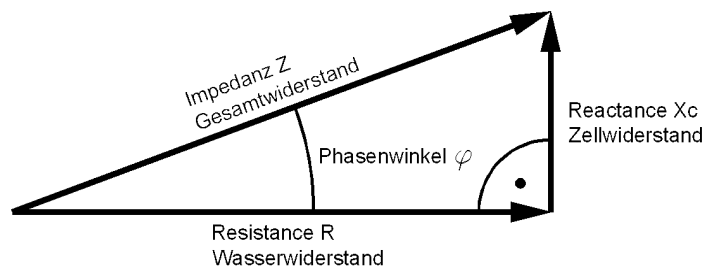 Impedanz Z
Gesamtwiderstand
Reactance Xc
Zellwiderstand
Phasenwinkel φ
Resistance R
Wasserwiderstand